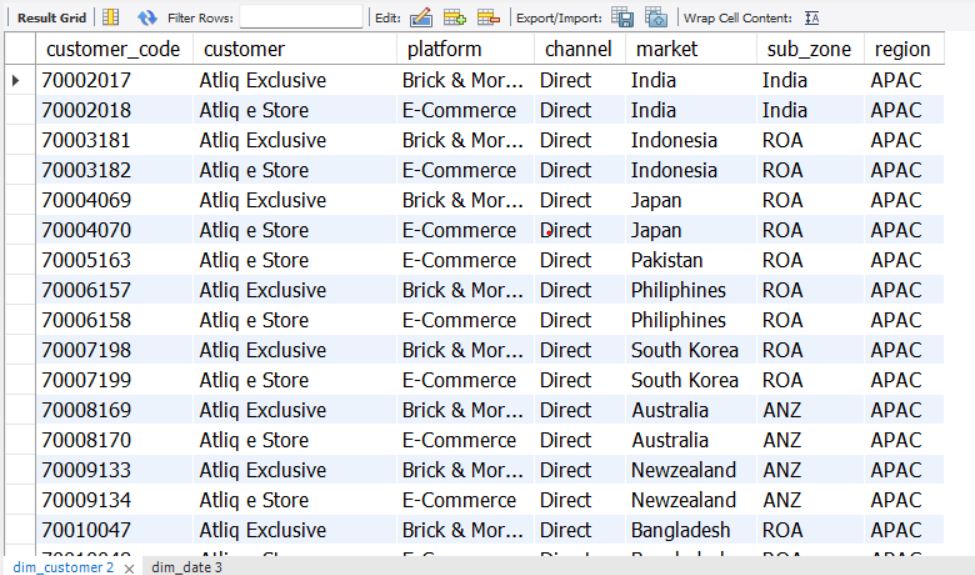 Result Grid Filter Rows: Edit: Export/Import: Wrap Cell Content: IA
customer_code customer platform channel market sub_zone region
70002017 Atliq Exclusive Brick & Mor... Direct India India APAC
70002018 Atliq e Store E-Commerce Direct India India APAC
70003181 Atliq Exclusive Brick & Mor... Direct Indonesia ROA APAC
70003182 Atliq e Store E-Commerce Direct Indonesia ROA APAC
70004069 Atliq Exclusive Brick & Mor... Direct Japan ROA APAC
70004070 Atliq e Store E-Commerce Direct Japan ROA APAC
70005163 Atliq e Store E-Commerce Direct Pakistan ROA APAC
70006157 Atliq Exclusive Brick & Mor... Direct Philiphines ROA APAC
70006158 Atliq e Store E-Commerce Direct Philiphines ROA APAC
70007198 Atliq Exclusive Brick & Mor... Direct South Korea ROA APAC
70007199 Atliq e Store E-Commerce Direct South Korea ROA APAC
70008169 Atliq Exclusive Brick & Mor... Direct Australia ANZ APAC
70008170 Atliq e Store E-Commerce Direct Australia ANZ APAC
70009133 Atliq Exclusive Brick & Mor... Direct Newzealand ANZ APAC
70009134 Atliq e Store E-Commerce Direct Newzealand ANZ APAC
70010047 Atliq Exclusive Brick & Mor... Direct Bangladesh ROA APAC
dim_customer 2 dim_date 3